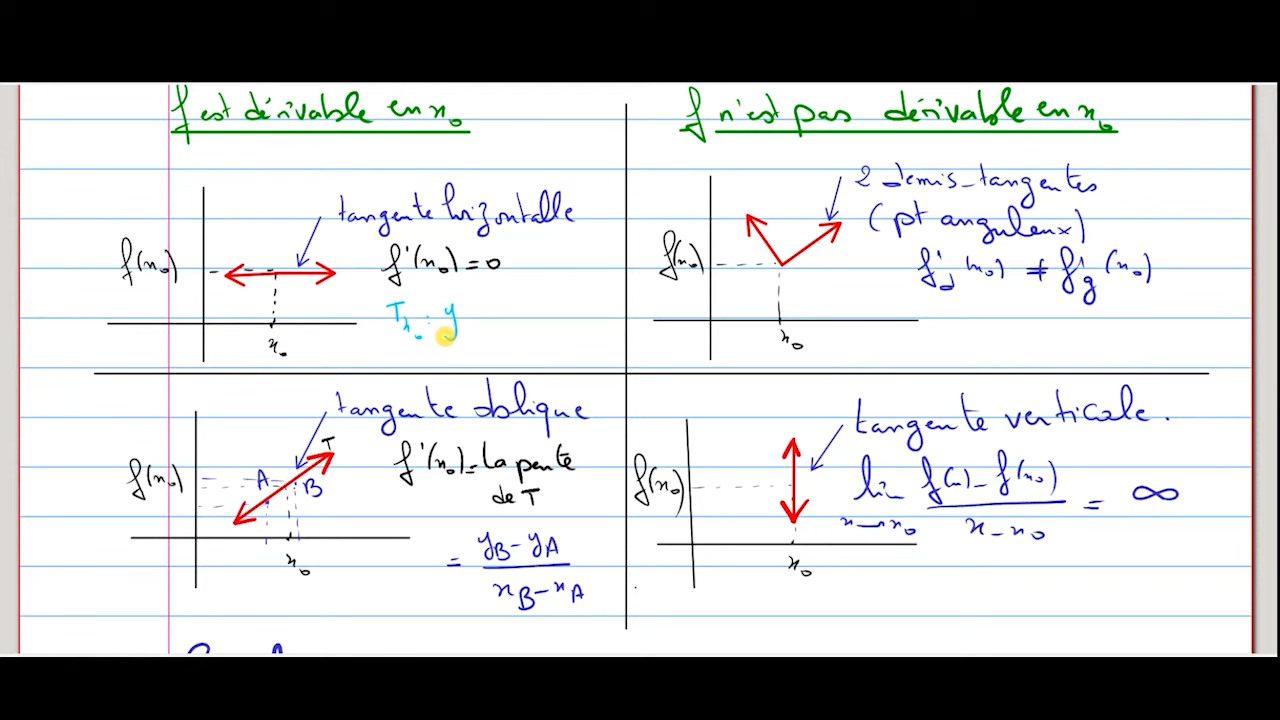 f est dérivable en x₀
f n'est pas dérivable en x₀
tangente horizontalle
f(x₀)
f'(x₀) = 0
Tx₀ : y
x₀
2 demis-tangentes
(pt anguleux)
f(x₀)
f'd(x₀) ≠ f'g(x₀)
x₀
tangente oblique
T
f(x₀)
A
B
f'(x₀) = la pente
de T
x₀
= (yB - yA) / (xB - xA)
tangente verticale.
f(x₀)
lim x→x₀ (f(x) - f(x₀)) / (x - x₀) = ∞
x₀